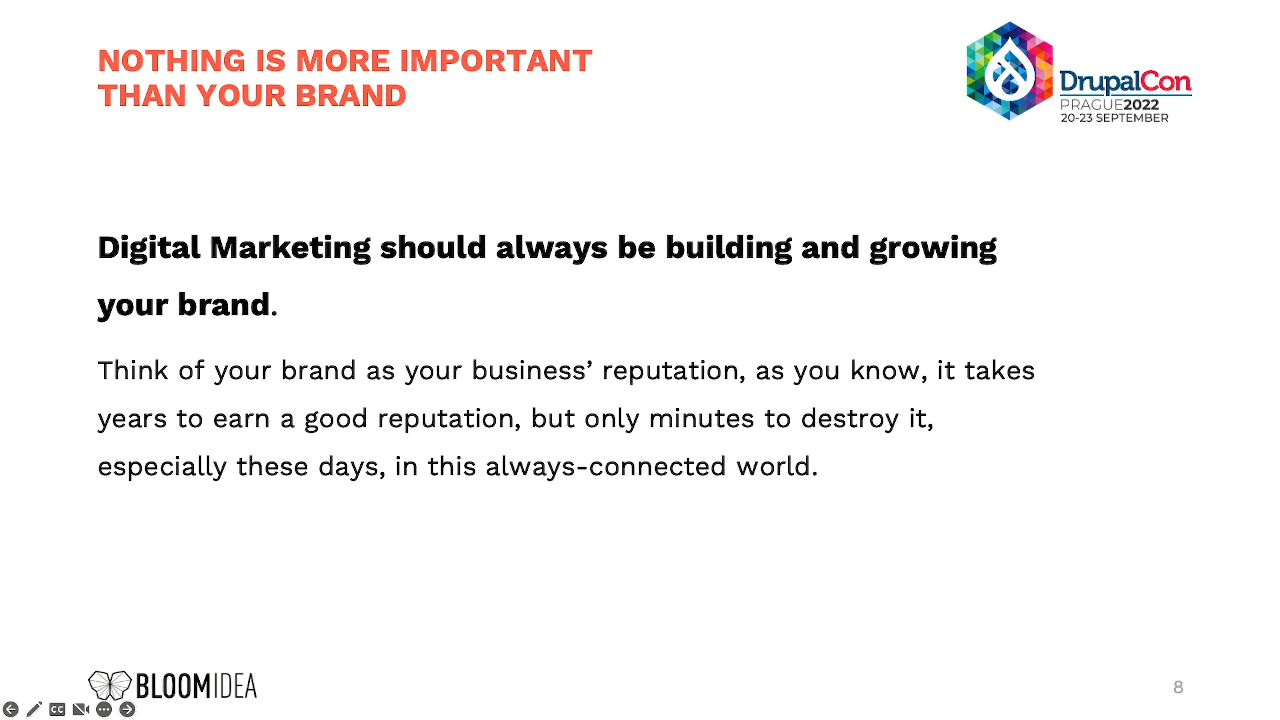 NOTHING IS MORE IMPORTANT
THAN YOUR BRAND
DrupalCon
PRAGUE2022
20-23 SEPTEMBER
Digital Marketing should always be building and growing
your brand.
Think of your brand as your business’ reputation, as you know, it takes
years to earn a good reputation, but only minutes to destroy it,
especially these days, in this always-connected world.
BLOOMIDEA
8
CC